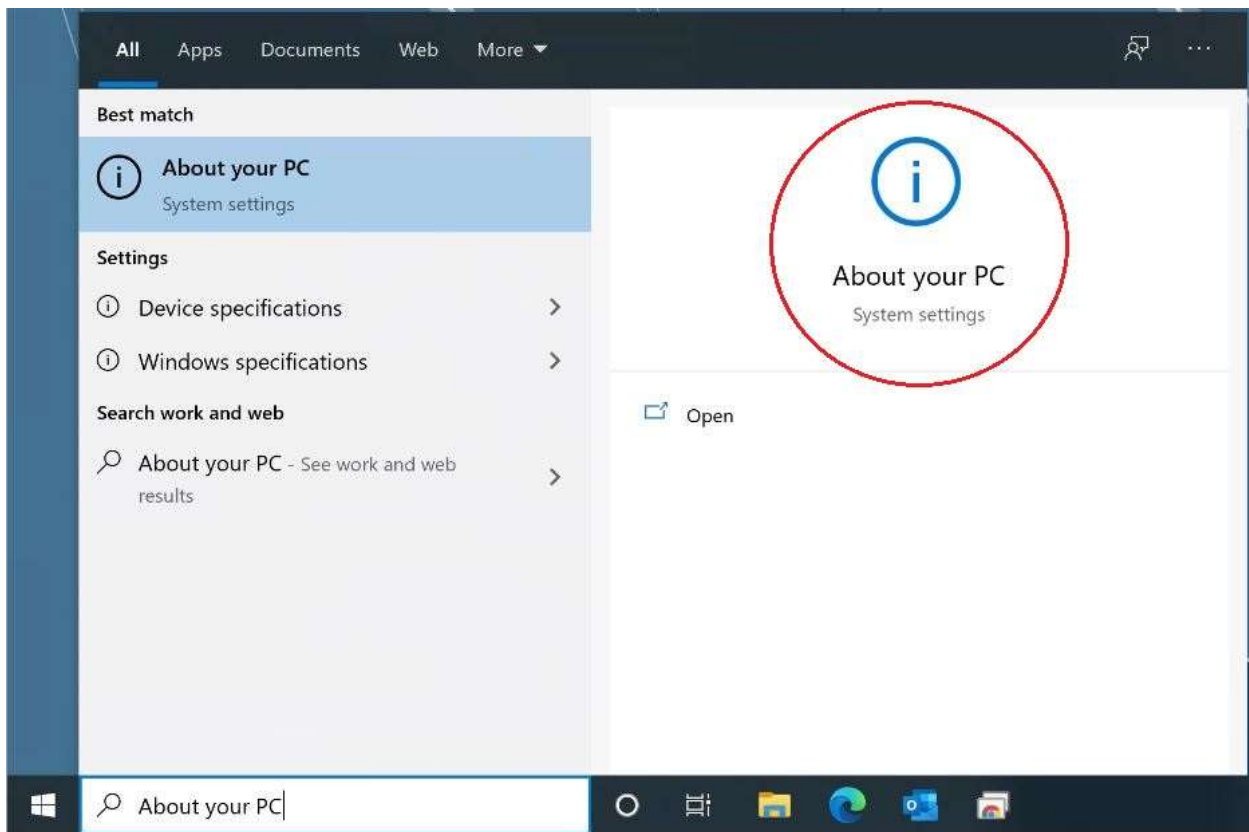 All Apps Documents Web More
Best match
About your PC
System settings
Settings
Device specifications
Windows specifications
Search work and web
About your PC - See work and web
results
About your PC
System settings
Open
About your PC